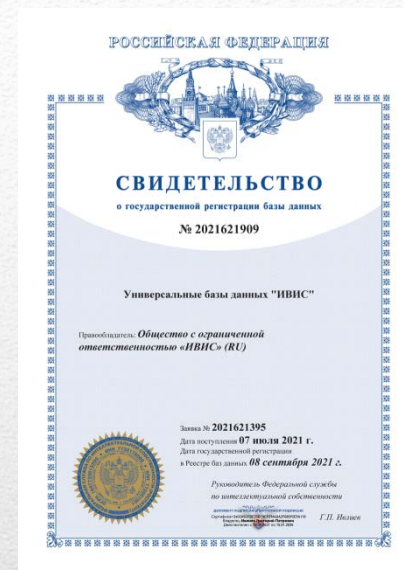 РОССИЙСКАЯ ФЕДЕРАЦИЯ
СВИДЕТЕЛЬСТВО
о государственной регистрации базы данных
№ 2021621909
Универсальные базы данных "ИВИС"
Правообладатель: Общество с ограниченной
ответственностью «ИВИС» (RU)
Заявка № 2021621395
Дата поступления 07 июля 2021 г.
Дата государственной регистрации
в Реестре баз данных 08 сентября 2021 г.
Руководитель Федеральной службы
по интеллектуальной собственности
Г.П. Ивлиев